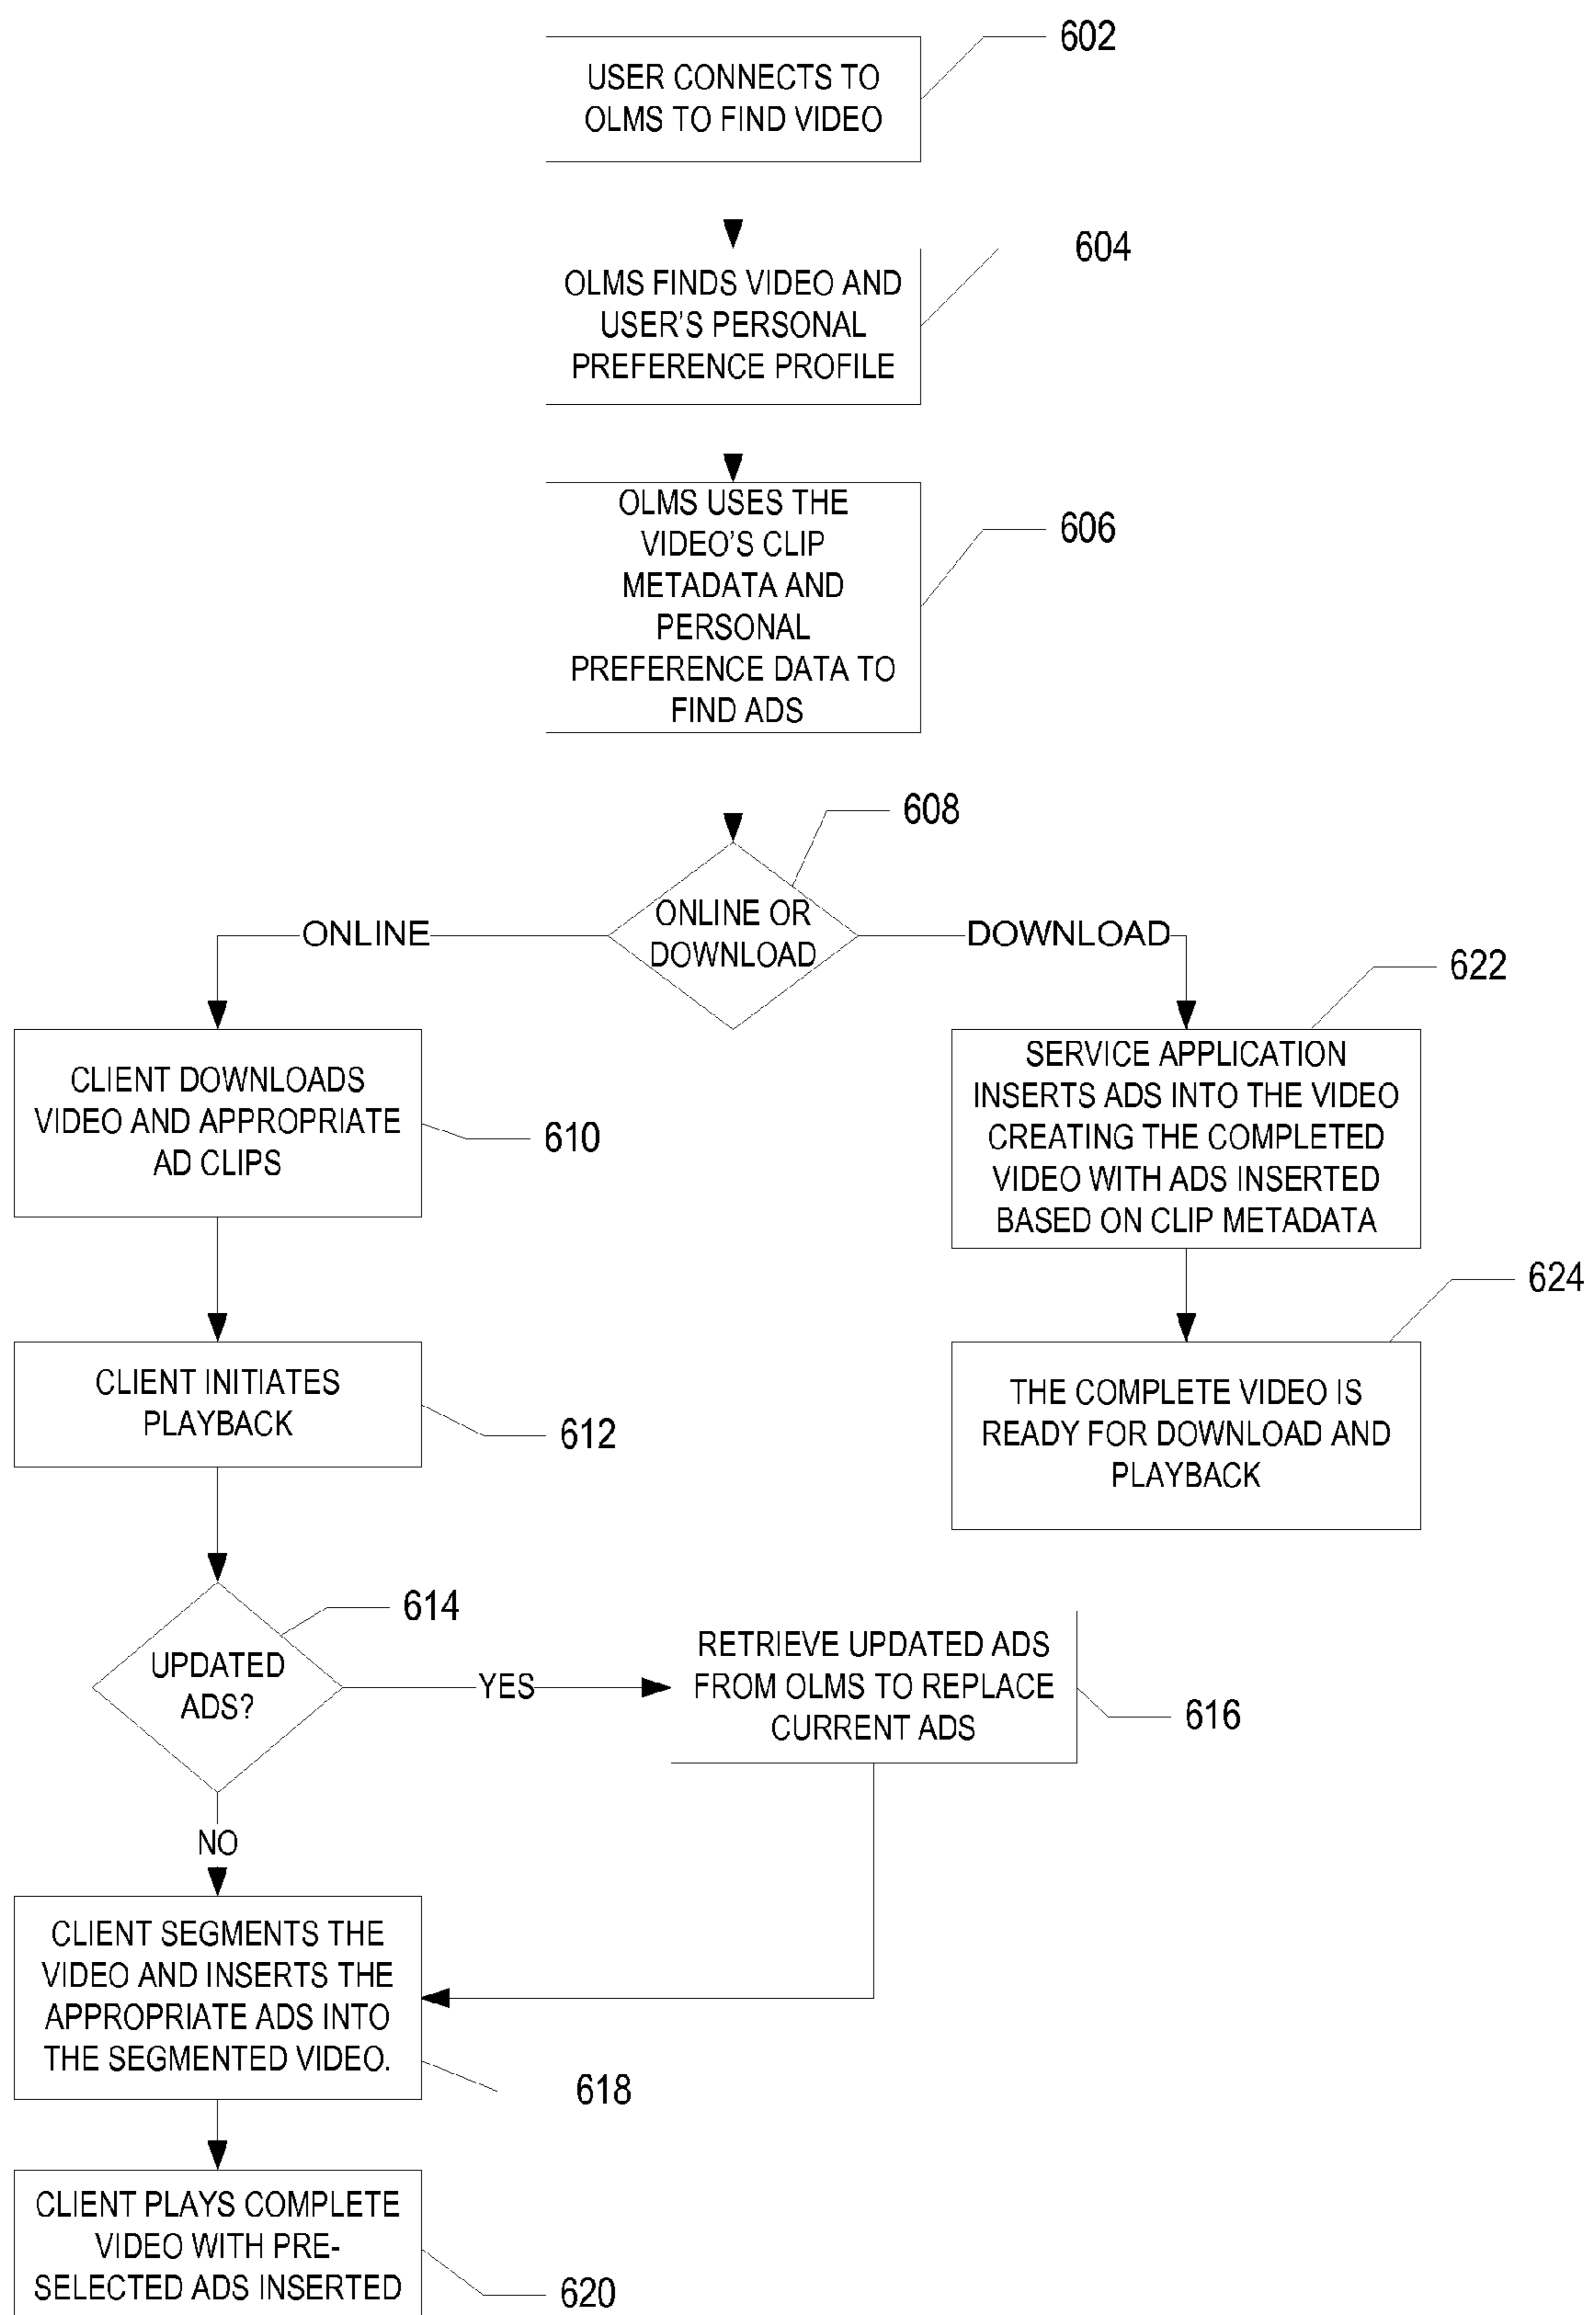 602
USER CONNECTS TO
OLMS TO FIND VIDEO
604
OLMS FINDS VIDEO AND
USER'S PERSONAL
PREFERENCE PROFILE
OLMS USES THE
VIDEO'S CLIP
METADATA AND
PERSONAL
PREFERENCE DATA TO
FIND ADS
606
608
ONLINE OR
DOWNLOAD
ONLINE
DOWNLOAD
622
CLIENT DOWNLOADS
VIDEO AND APPROPRIATE
AD CLIPS
610
SERVICE APPLICATION
INSERTS ADS INTO THE VIDEO
CREATING THE COMPLETED
VIDEO WITH ADS INSERTED
BASED ON CLIP METADATA
624
CLIENT INITIATES
PLAYBACK
612
THE COMPLETE VIDEO IS
READY FOR DOWNLOAD AND
PLAYBACK
614
UPDATED
ADS?
YES
RETRIEVE UPDATED ADS
FROM OLMS TO REPLACE
CURRENT ADS
616
NO
CLIENT SEGMENTS THE
VIDEO AND INSERTS THE
APPROPRIATE ADS INTO
THE SEGMENTED VIDEO.
618
CLIENT PLAYS COMPLETE
VIDEO WITH PRE-
SELECTED ADS INSERTED
620